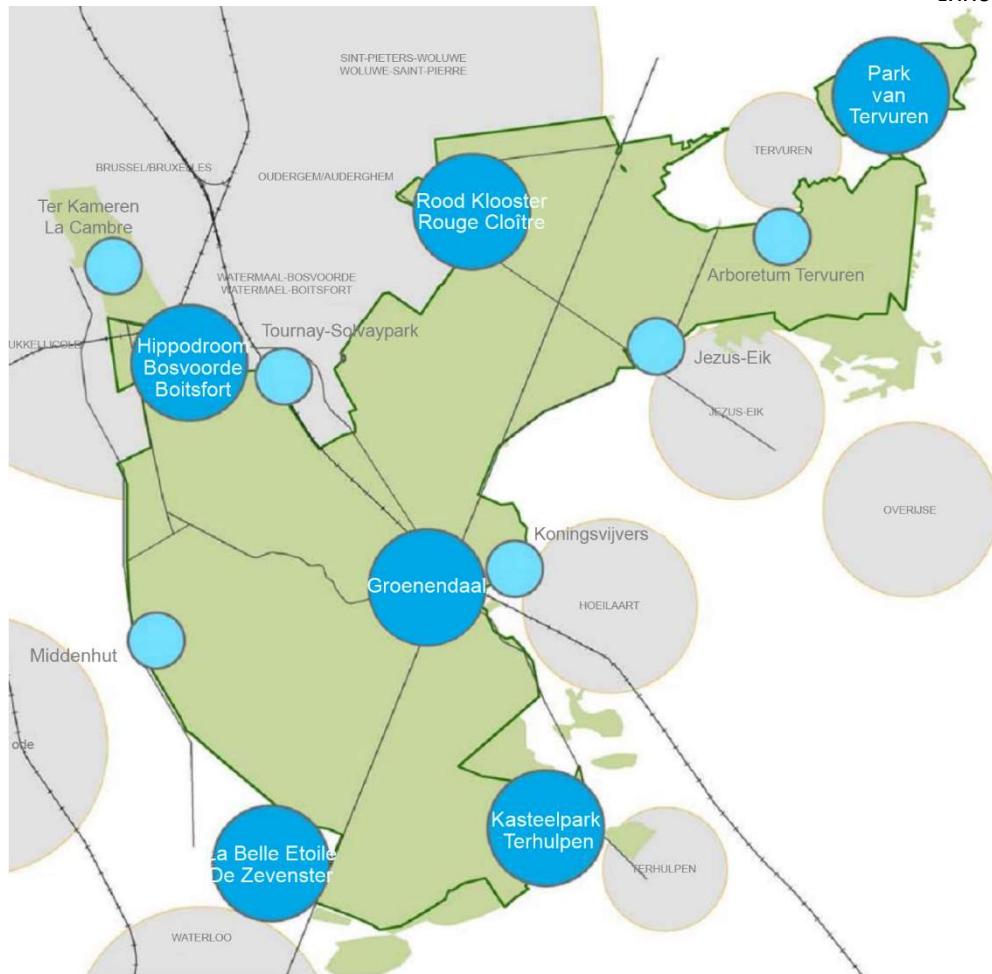 SINT-PIETERS-WOLUWE
WOLUWE-SAINT-PIERRE
Park
van
Tervuren
TERVUREN
BRUSSEL/BRUXELLES
OUDERGEM/AUDERGHEM
Ter Kameren
La Cambre
Rood Klooster
Rouge Cloître
Arboretum Tervuren
WATERMAAL-BOSVOORDE
WATERMAEL-BOITSFORT
Tournay-Solvaypark
Hippodroom
Bosvoorde
Boitsfort
Jezus-Eik
JEZUS-EIK
OVERIJSE
Koningsvijvers
Groenendaal
HOEILAART
Middenhut
ode
Kasteelpark
Terhulpen
La Belle Etoile
De Zevenster
TERHULPEN
WATERLOO